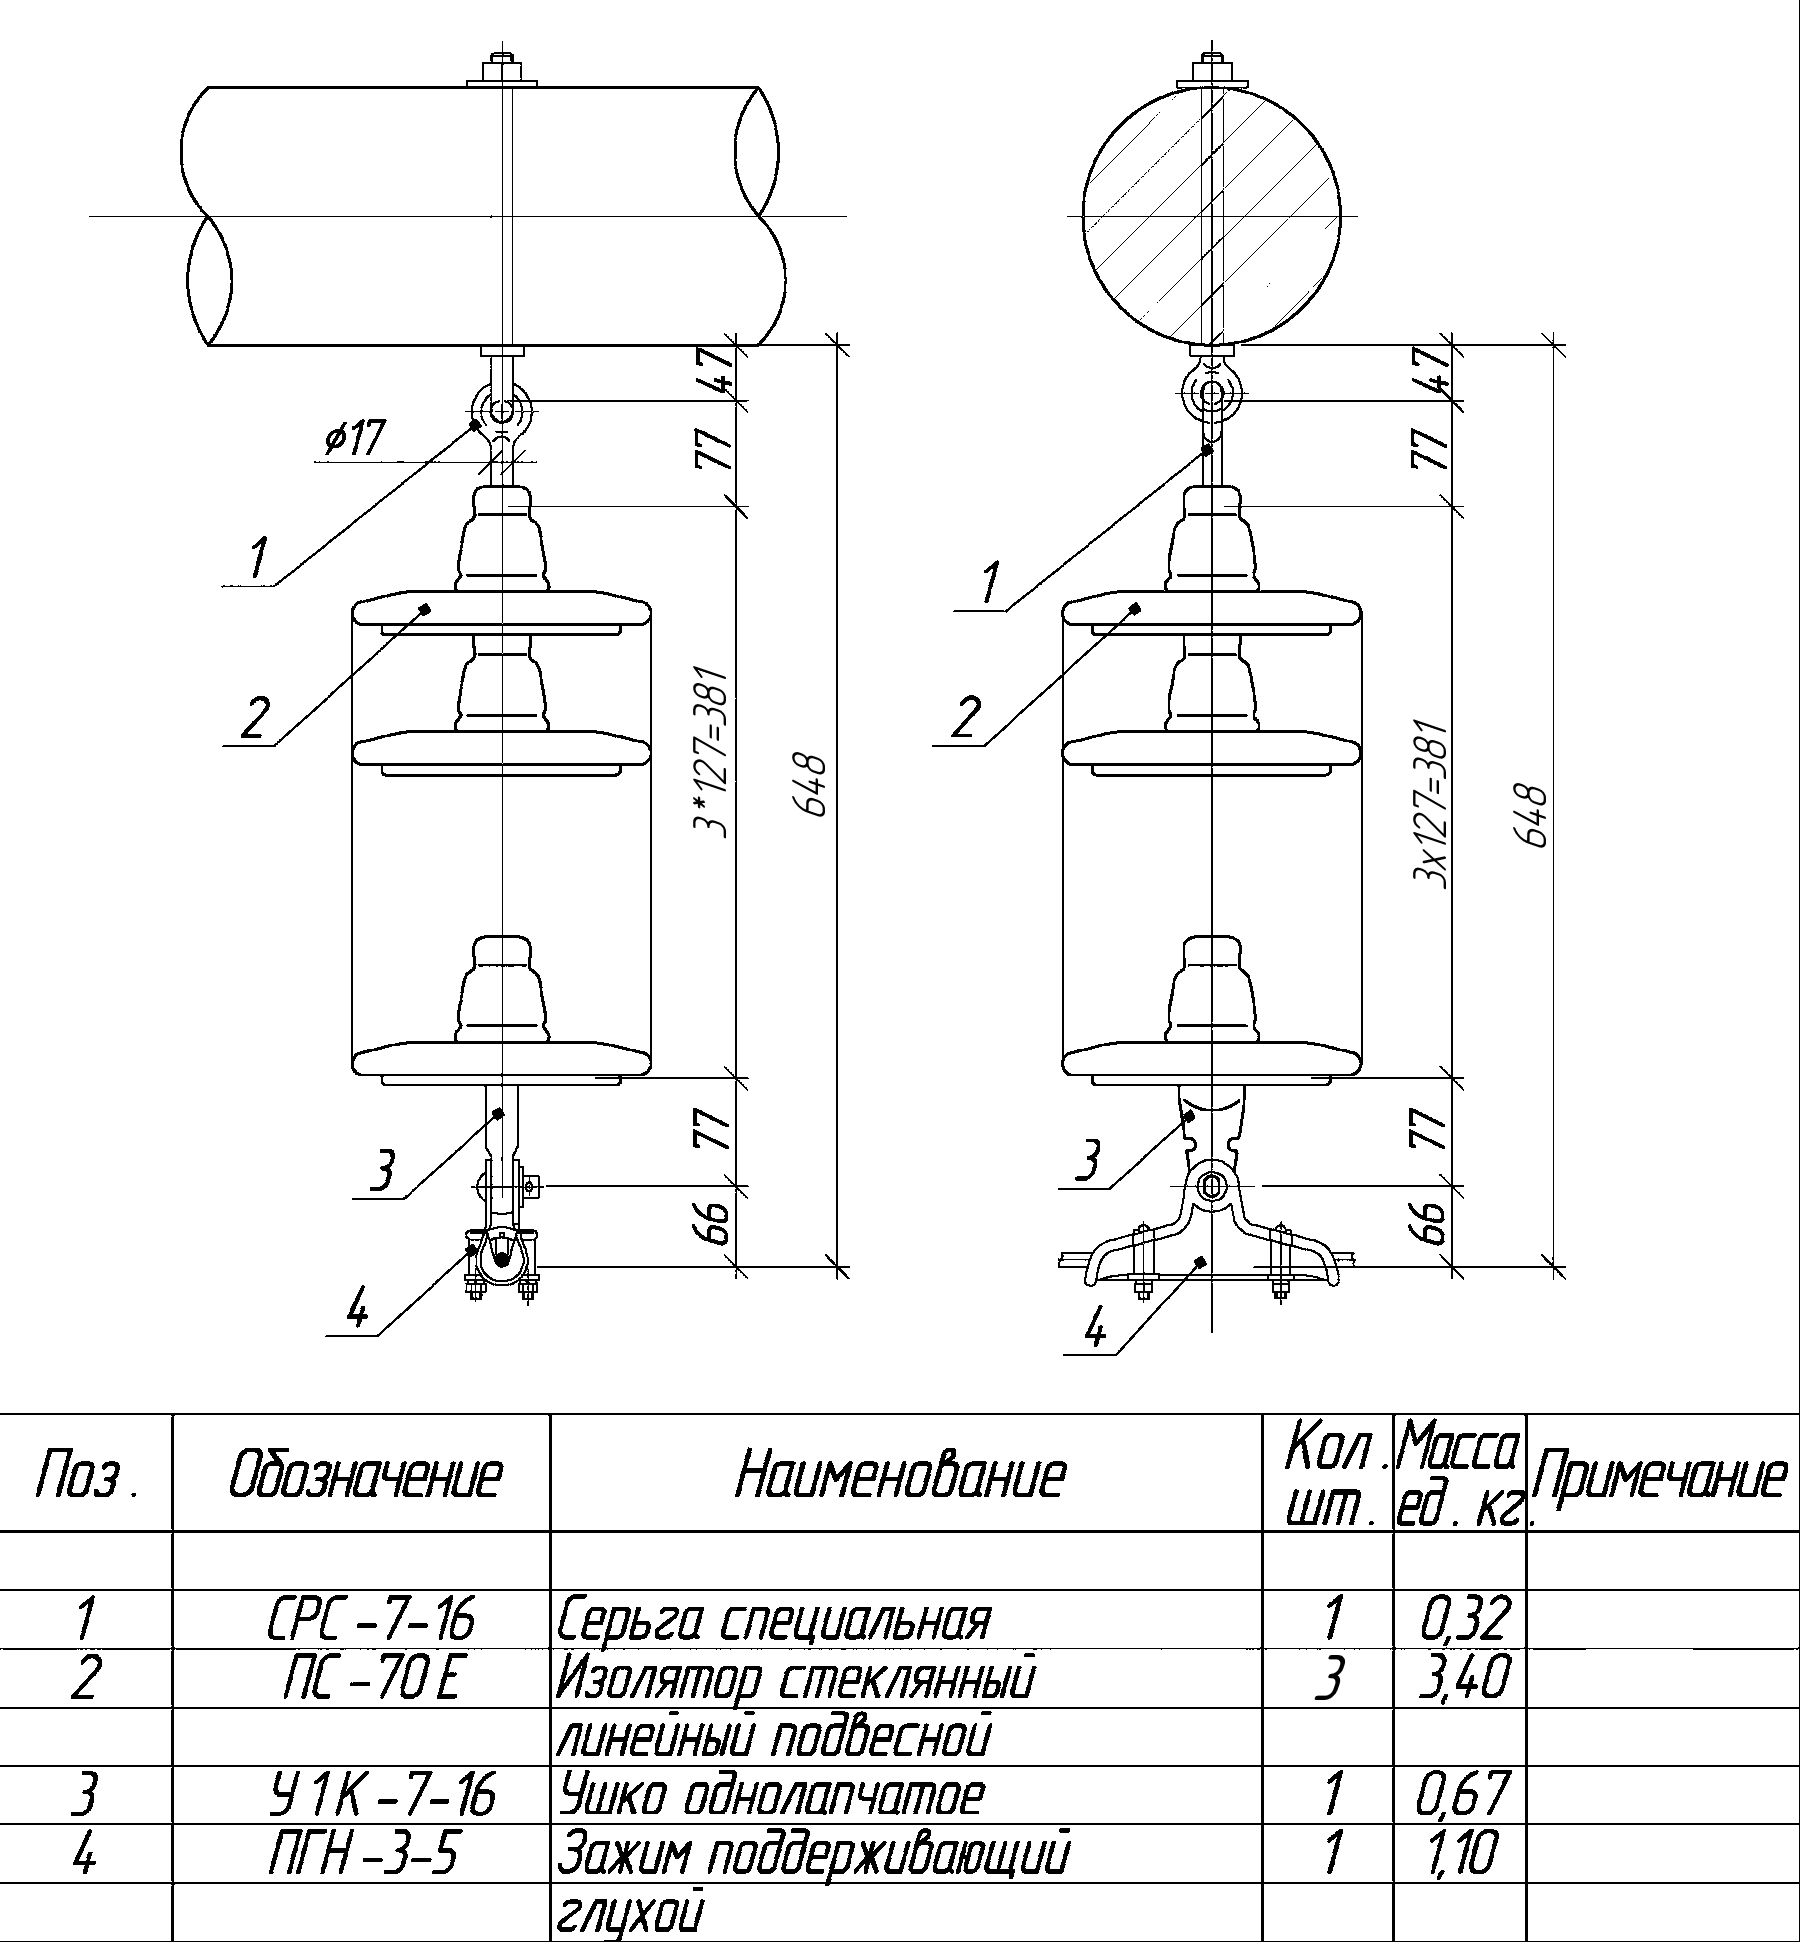 47
47
ø17
77
77
1
1
2
2
3*127=381
648
3х127=381
648
77
77
3
3
66
66
4
4
Поз. Обозначение Наименование Кол. шт. Масса ед. кг. Примечание
1 СРС-7-16 Серьга специальная 1 0,32
2 ПС-70Е Изолятор стеклянный 3 3,40
линейный подвесной
3 У1К-7-16 Ушко однолапчатое 1 0,67
4 ПГН-3-5 Зажим поддерживающий 1 1,10
глухой